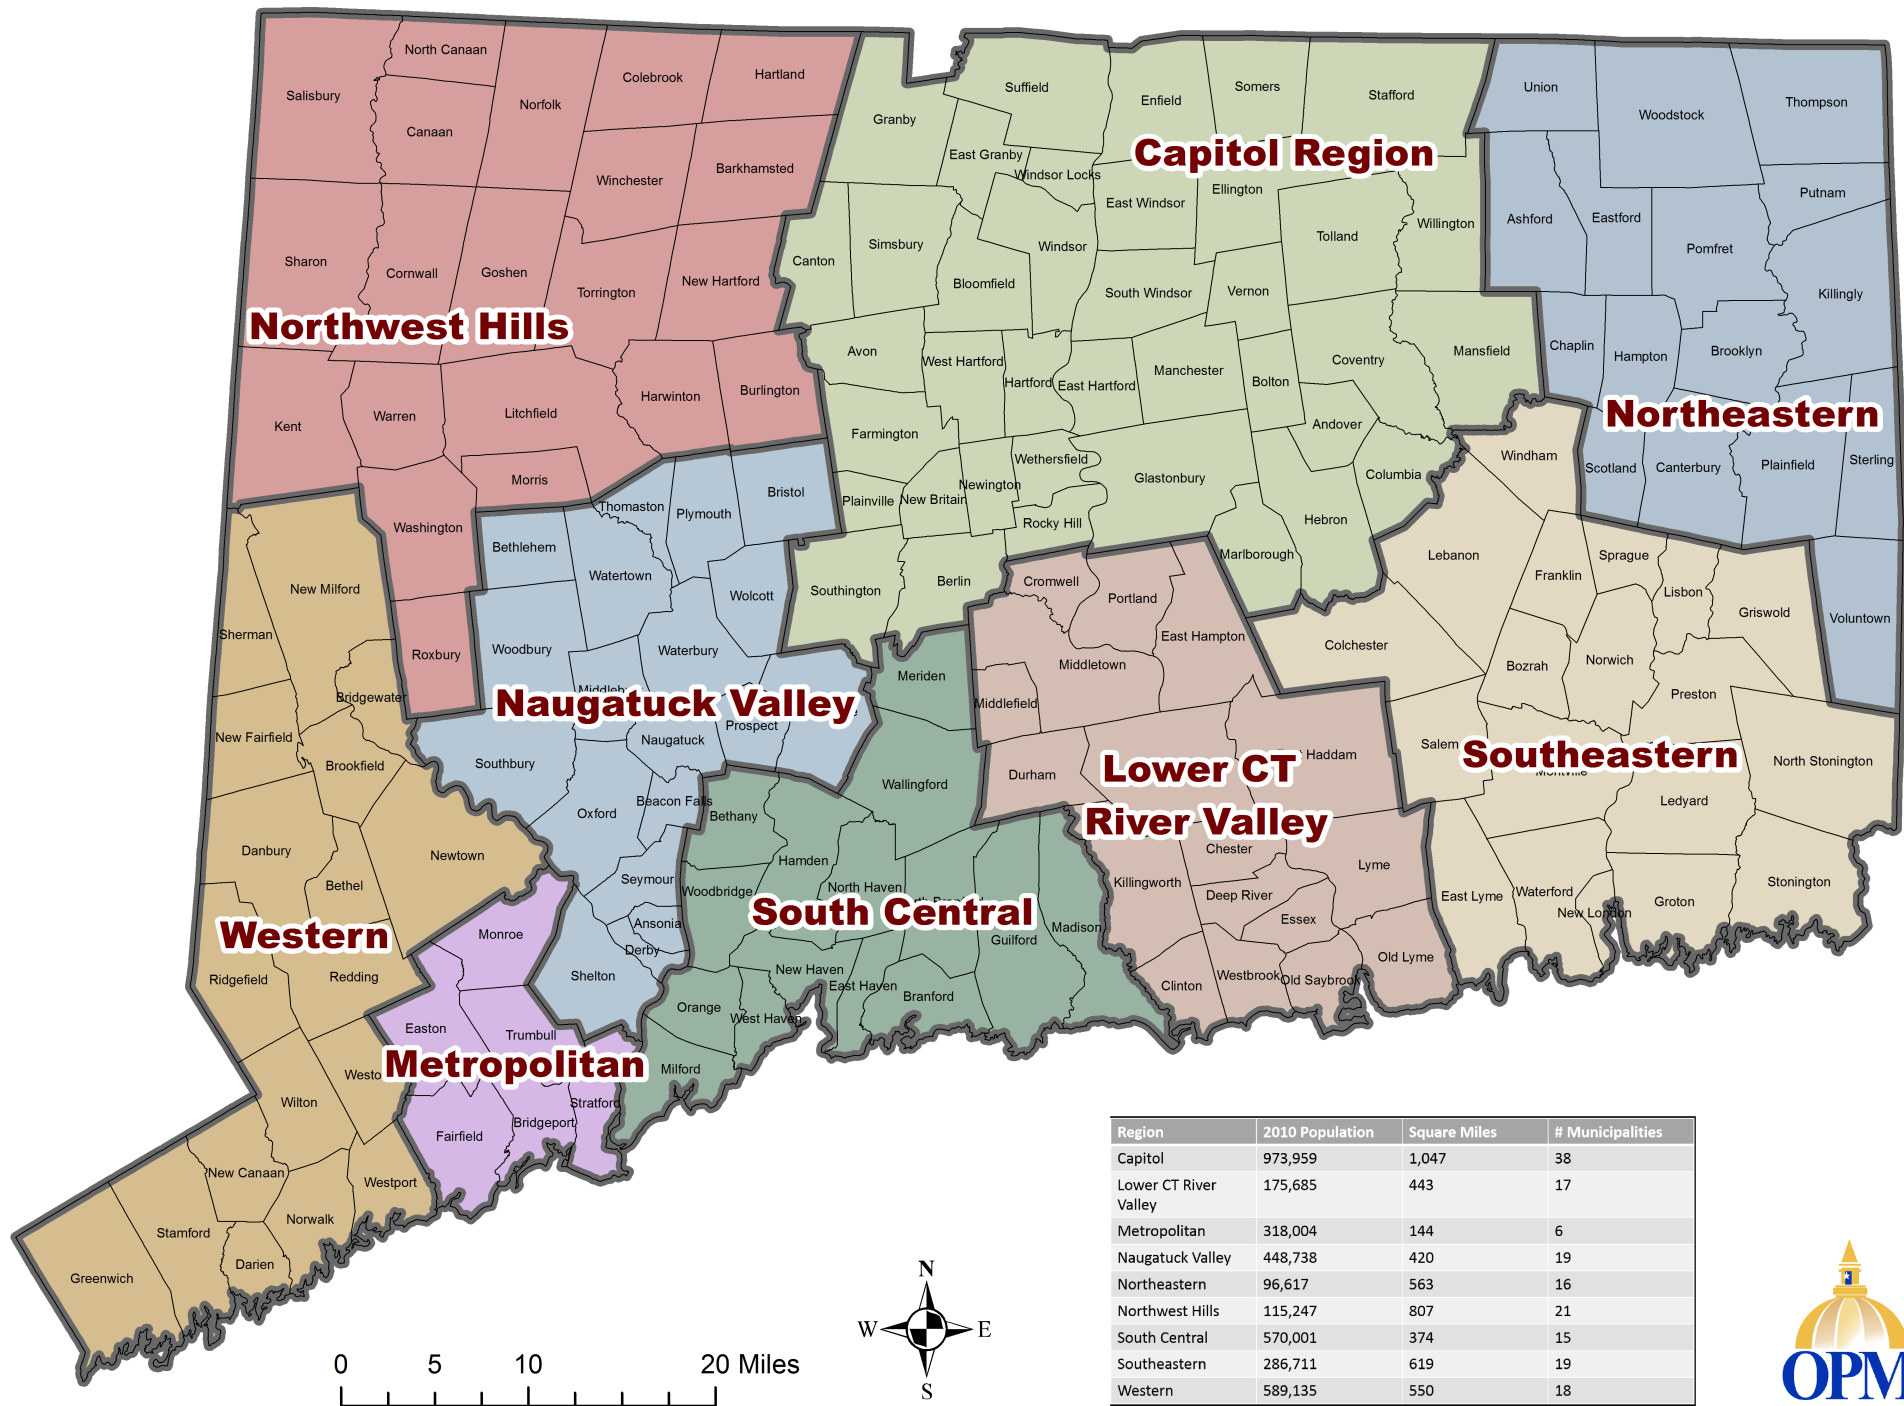 North Canaan
Salisbury
Canaan
Norfolk
Colebrook
Hartland
Winchester
Barkhamsted
Sharon
Cornwall
Goshen
Torrington
New Hartford
Northwest Hills
Kent
Warren
Litchfield
Harwinton
Burlington
Morris
Washington
Roxbury
Suffield
Enfield
Somers
Stafford
Granby
Capitol Region
East Granby
Windsor Locks
East Windsor
Ellington
Willington
Tolland
Simsbury
Windsor
Canton
Bloomfield
South Windsor
Vernon
Avon
West Hartford
Hartford
East Hartford
Manchester
Bolton
Coventry
Mansfield
Farmington
Andover
Wethersfield
Glastonbury
Columbia
Plainville
New Britain
Newington
Rocky Hill
Hebron
Marlborough
Southington
Berlin
Union
Woodstock
Thompson
Putnam
Ashford
Eastford
Pomfret
Killingly
Chaplin
Hampton
Brooklyn
Northeastern
Scotland
Canterbury
Plainfield
Sterling
Voluntown
Bristol
Thomaston
Plymouth
Bethlehem
Watertown
Wolcott
Woodbury
Waterbury
Naugatuck Valley
Prospect
Naugatuck
Southbury
Oxford
Beacon Falls
Seymour
Ansonia
Derby
Shelton
New Milford
Sherman
Bridgewater
New Fairfield
Brookfield
Danbury
Newtown
Bethel
Western
Ridgefield
Redding
Wilton
New Canaan
Westport
Norwalk
Stamford
Darien
Greenwich
Monroe
Easton
Trumbull
Metropolitan
Stratford
Bridgeport
Fairfield
Meriden
Wallingford
Bethany
Hamden
Woodbridge
North Haven
South Central
Guilford
Madison
New Haven
East Haven
Branford
Orange
West Haven
Milford
Cromwell
Portland
East Hampton
Middletown
Middlefield
Durham
Haddam
Lower CT
River Valley
Chester
Lyme
Killingworth
Deep River
Essex
Clinton
Westbrook
Old Saybrook
Old Lyme
Windham
Lebanon
Franklin
Sprague
Lisbon
Griswold
Colchester
Bozrah
Norwich
Preston
Salem
Southeastern
North Stonington
Ledyard
East Lyme
Waterford
New London
Groton
Stonington
Region 2010 Population Square Miles # Municipalities
Capitol 973,959 1,047 38
Lower CT River 175,685 443 17
Valley
Metropolitan 318,004 144 6
Naugatuck Valley 448,738 420 19
Northeastern 96,617 563 16
Northwest Hills 115,247 807 21
South Central 570,001 374 15
Southeastern 286,711 619 19
Western 589,135 550 18
N
W E
S
0 5 10 20 Miles
OPM